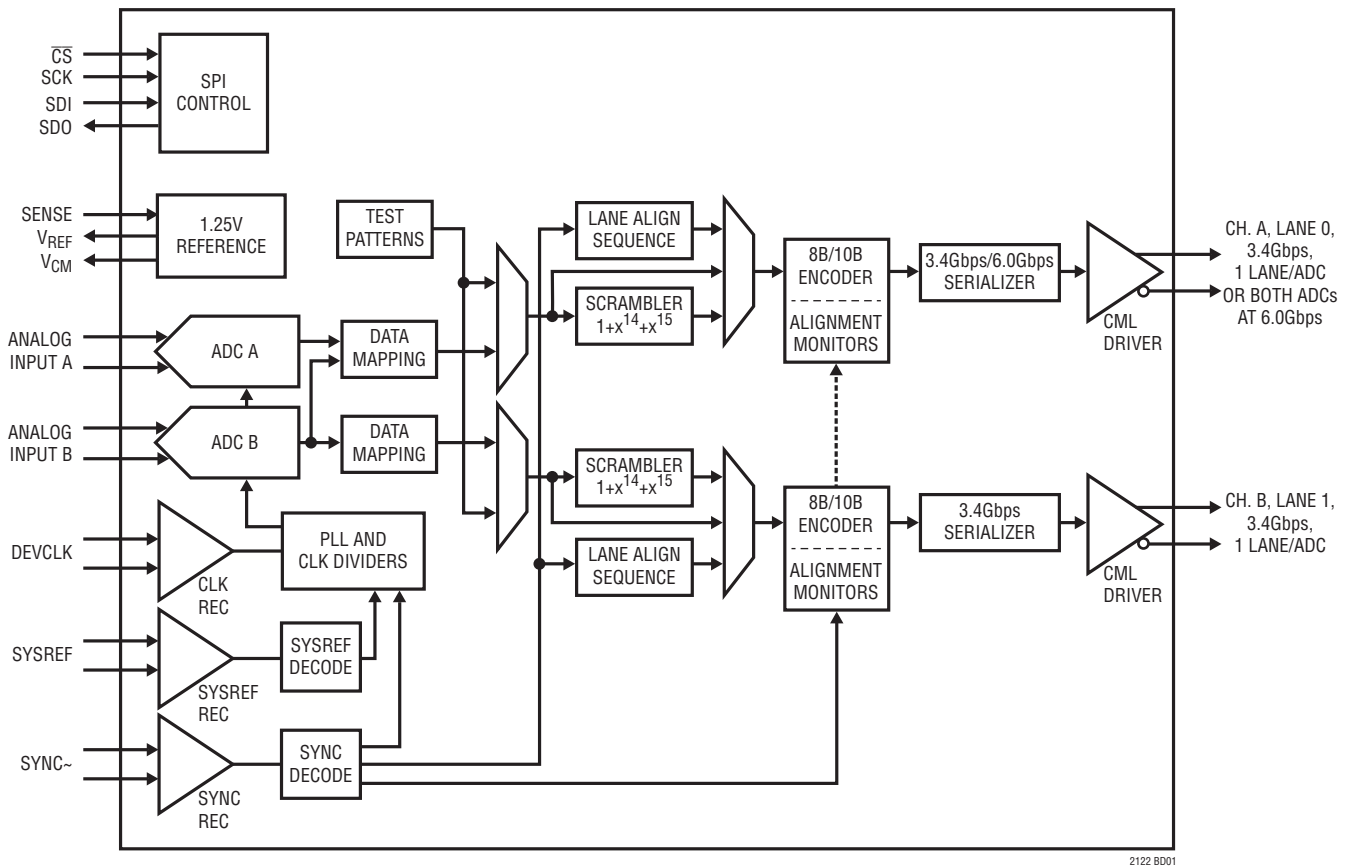 CS
SCK
SDI
SDO
SPI
CONTROL
SENSE
VREF
VCM
1.25V
REFERENCE
TEST
PATTERNS
LANE ALIGN
SEQUENCE
SCRAMBLER
1+x14+x15
8B/10B
ENCODER
ALIGNMENT
MONITORS
3.4Gbps/6.0Gbps
SERIALIZER
CML
DRIVER
CH. A, LANE 0,
3.4Gbps,
1 LANE/ADC
OR BOTH ADCs
AT 6.0Gbps
ANALOG
INPUT A
ADC A
DATA
MAPPING
ANALOG
INPUT B
ADC B
DATA
MAPPING
SCRAMBLER
1+x14+x15
LANE ALIGN
SEQUENCE
8B/10B
ENCODER
ALIGNMENT
MONITORS
3.4Gbps
SERIALIZER
CML
DRIVER
CH. B, LANE 1,
3.4Gbps,
1 LANE/ADC
DEVCLK
CLK
REC
PLL AND
CLK DIVIDERS
SYSREF
SYSREF
REC
SYSREF
DECODE
SYNC~
SYNC
REC
SYNC
DECODE
2122 BD01